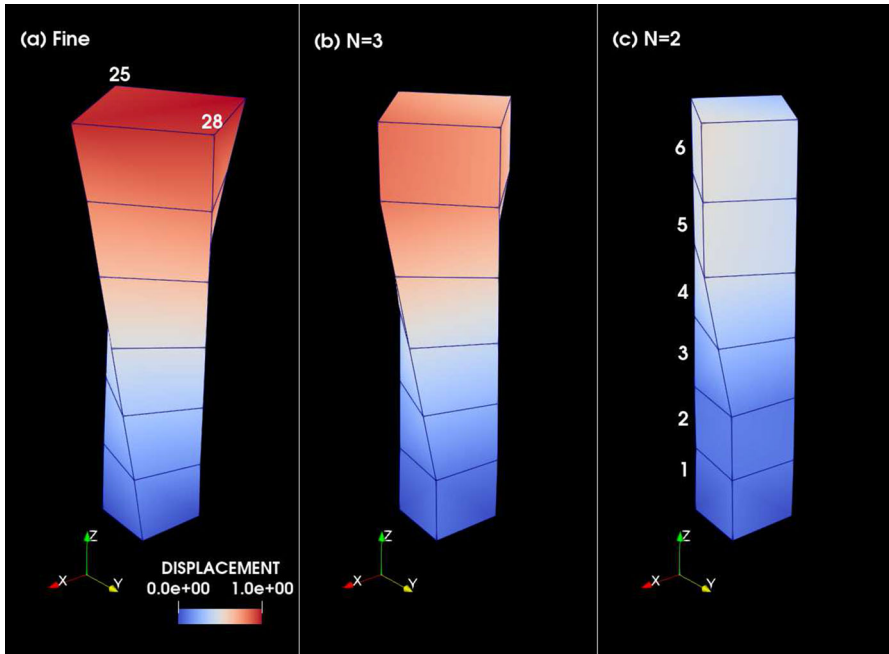 (a) Fine
25
28
Z
X
Y
DISPLACEMENT
0.0e+00 1.0e+00
(b) N=3
Z
X
Y
(c) N=2
6
5
4
3
2
1
Z
X
Y